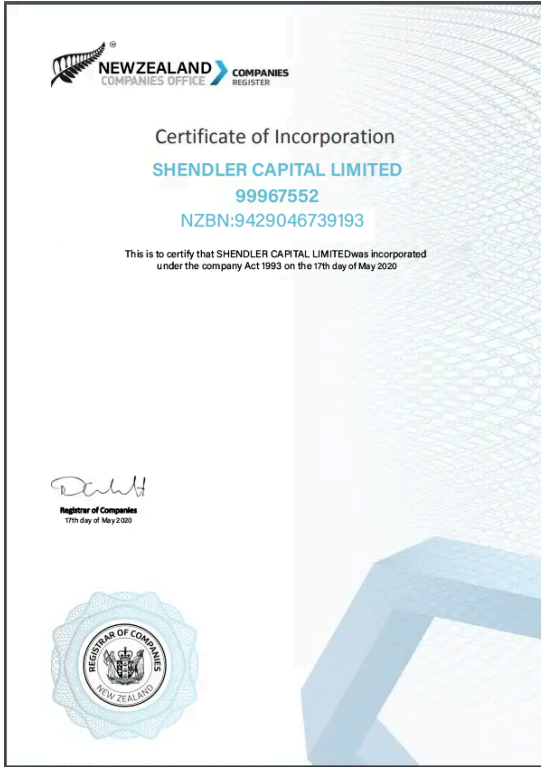 ®
NEWZEALAND
COMPANIES OFFICE
COMPANIES
REGISTER
Certificate of Incorporation
SHENDLER CAPITAL LIMITED
99967552
NZBN:9429046739193
This is to certify that SHENDLER CAPITAL LIMITEDwas incorporated
under the company Act 1993 on the 17th day of May 2020
Registrar of Companies
17th day of May 2020
REGISTRAR OF COMPANIES
NEW ZEALAND